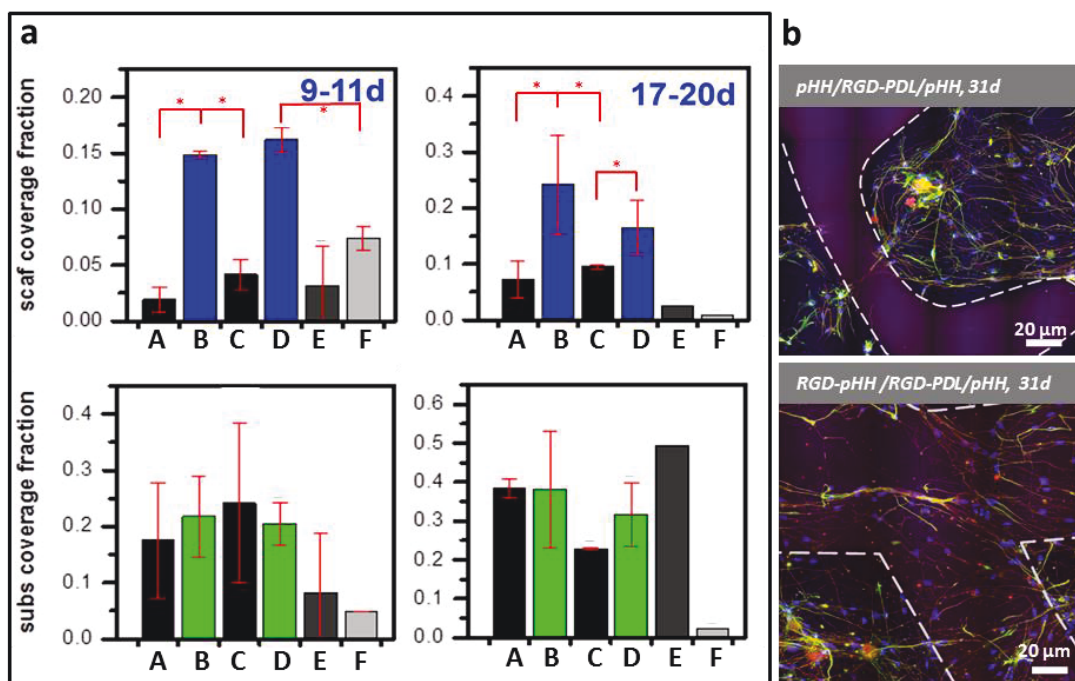 a
9-11d
*
*
*
scaf coverage fraction
0.20
0.15
0.10
0.05
0.00
A B C D E F
17-20d
*
*
*
0.4
0.3
0.2
0.1
0.0
A B C D E F
subs coverage fraction
0.4
0.3
0.2
0.1
0.0
A B C D E F
0.6
0.5
0.4
0.3
0.2
0.1
0.0
A B C D E F
b
pHH/RGD-PDL/pHH, 31d
20 µm
RGD-pHH /RGD-PDL/pHH, 31d
20 µm